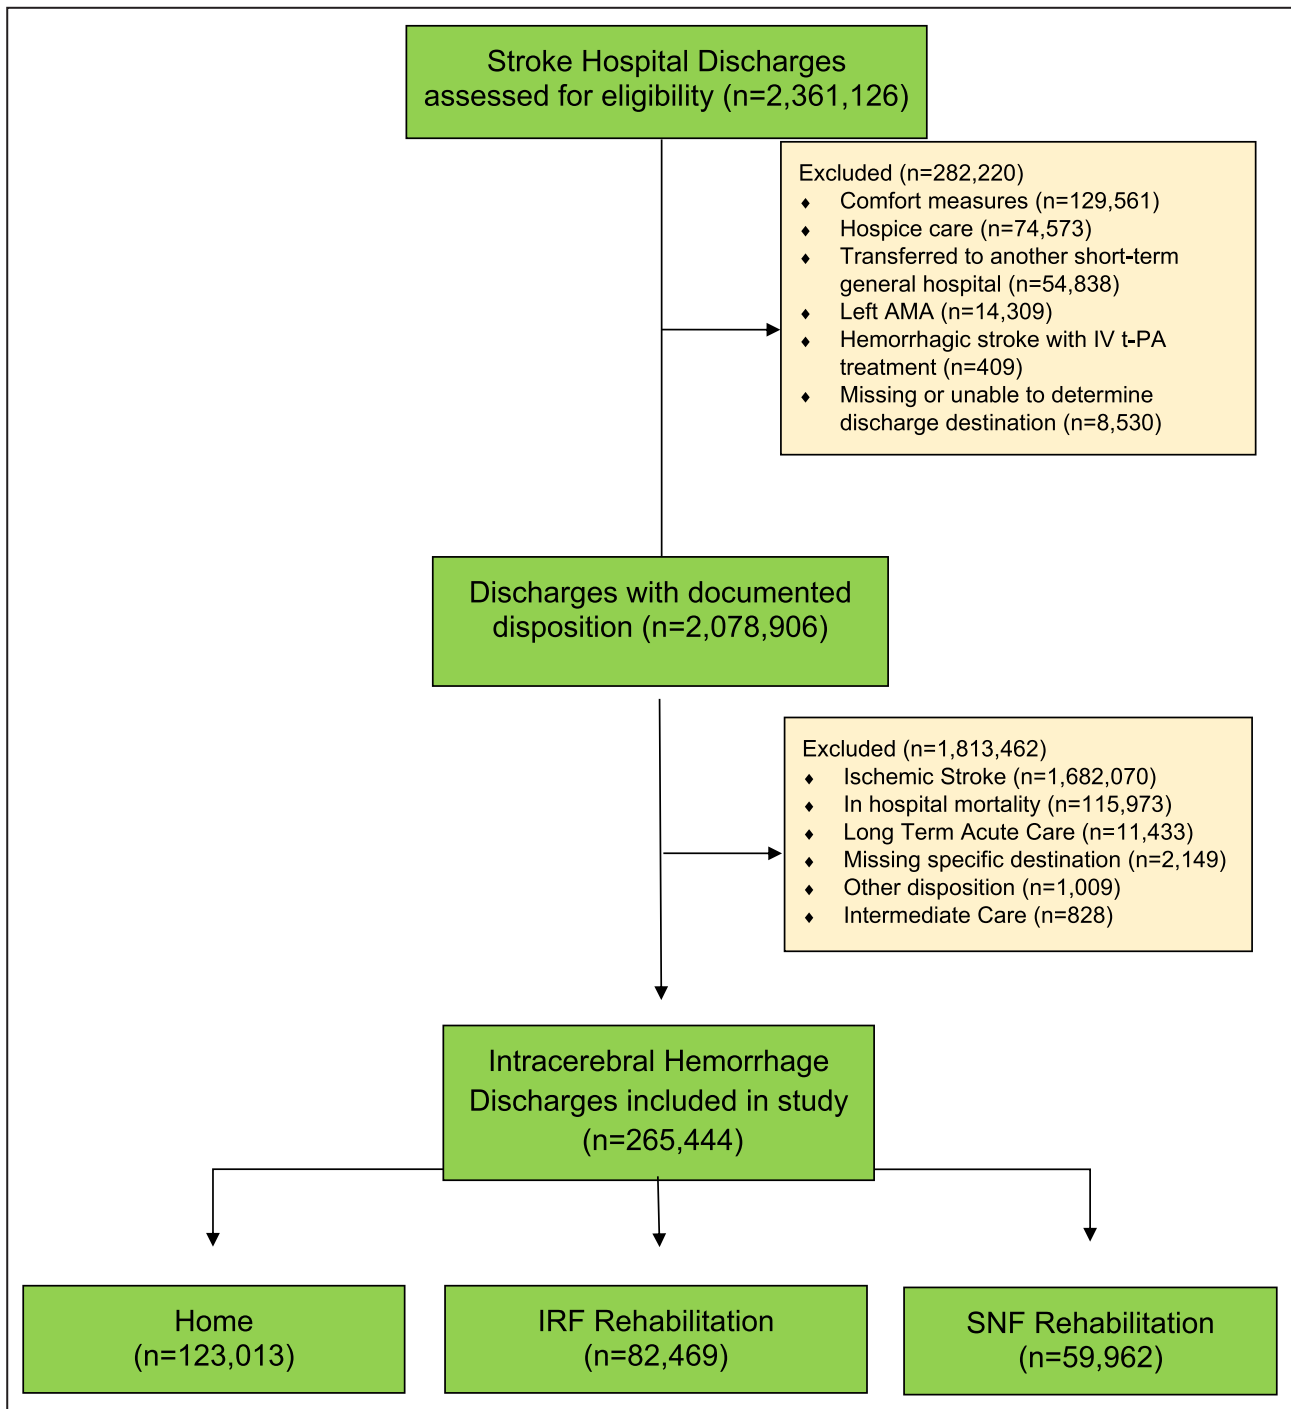 Stroke Hospital Discharges
assessed for eligibility (n=2,361,126)
Excluded (n=282,220)
♦ Comfort measures (n=129,561)
♦ Hospice care (n=74,573)
♦ Transferred to another short-term
general hospital (n=54,838)
♦ Left AMA (n=14,309)
♦ Hemorrhagic stroke with IV t-PA
treatment (n=409)
♦ Missing or unable to determine
discharge destination (n=8,530)
Discharges with documented
disposition (n=2,078,906)
Excluded (n=1,813,462)
♦ Ischemic Stroke (n=1,682,070)
♦ In hospital mortality (n=115,973)
♦ Long Term Acute Care (n=11,433)
♦ Missing specific destination (n=2,149)
♦ Other disposition (n=1,009)
♦ Intermediate Care (n=828)
Intracerebral Hemorrhage
Discharges included in study
(n=265,444)
Home
(n=123,013)
IRF Rehabilitation
(n=82,469)
SNF Rehabilitation
(n=59,962)